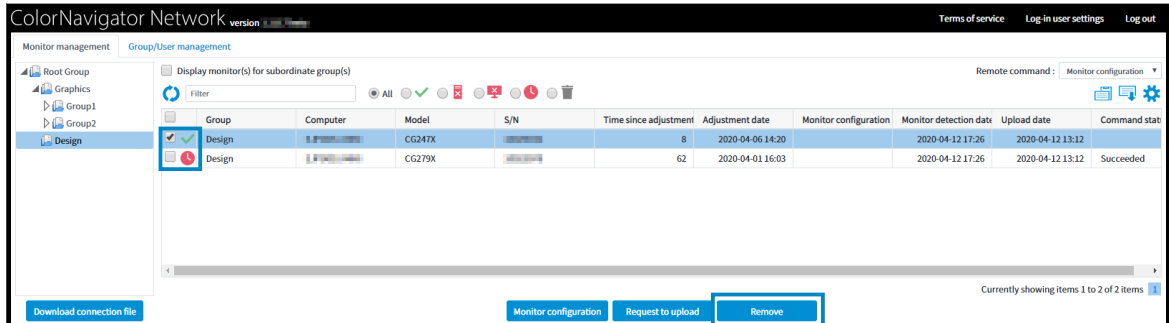 ColorNavigator Network version
Terms of service Log-in user settings Log out
Monitor management Group/User management
Root Group
Graphics
Group1
Group2
Design
Display monitor(s) for subordinate group(s)
Remote command : Monitor configuration
Filter
All
Group Computer Model S/N Time since adjustment Adjustment date Monitor configuration Monitor detection date Upload date Command stat
Design CG247X 8 2020-04-06 14:20 2020-04-12 17:26 2020-04-12 13:12
Design CG279X 62 2020-04-01 16:03 2020-04-12 17:26 2020-04-12 13:12 Succeeded
Currently showing items 1 to 2 of 2 items 1
Download connection file Monitor configuration Request to upload Remove